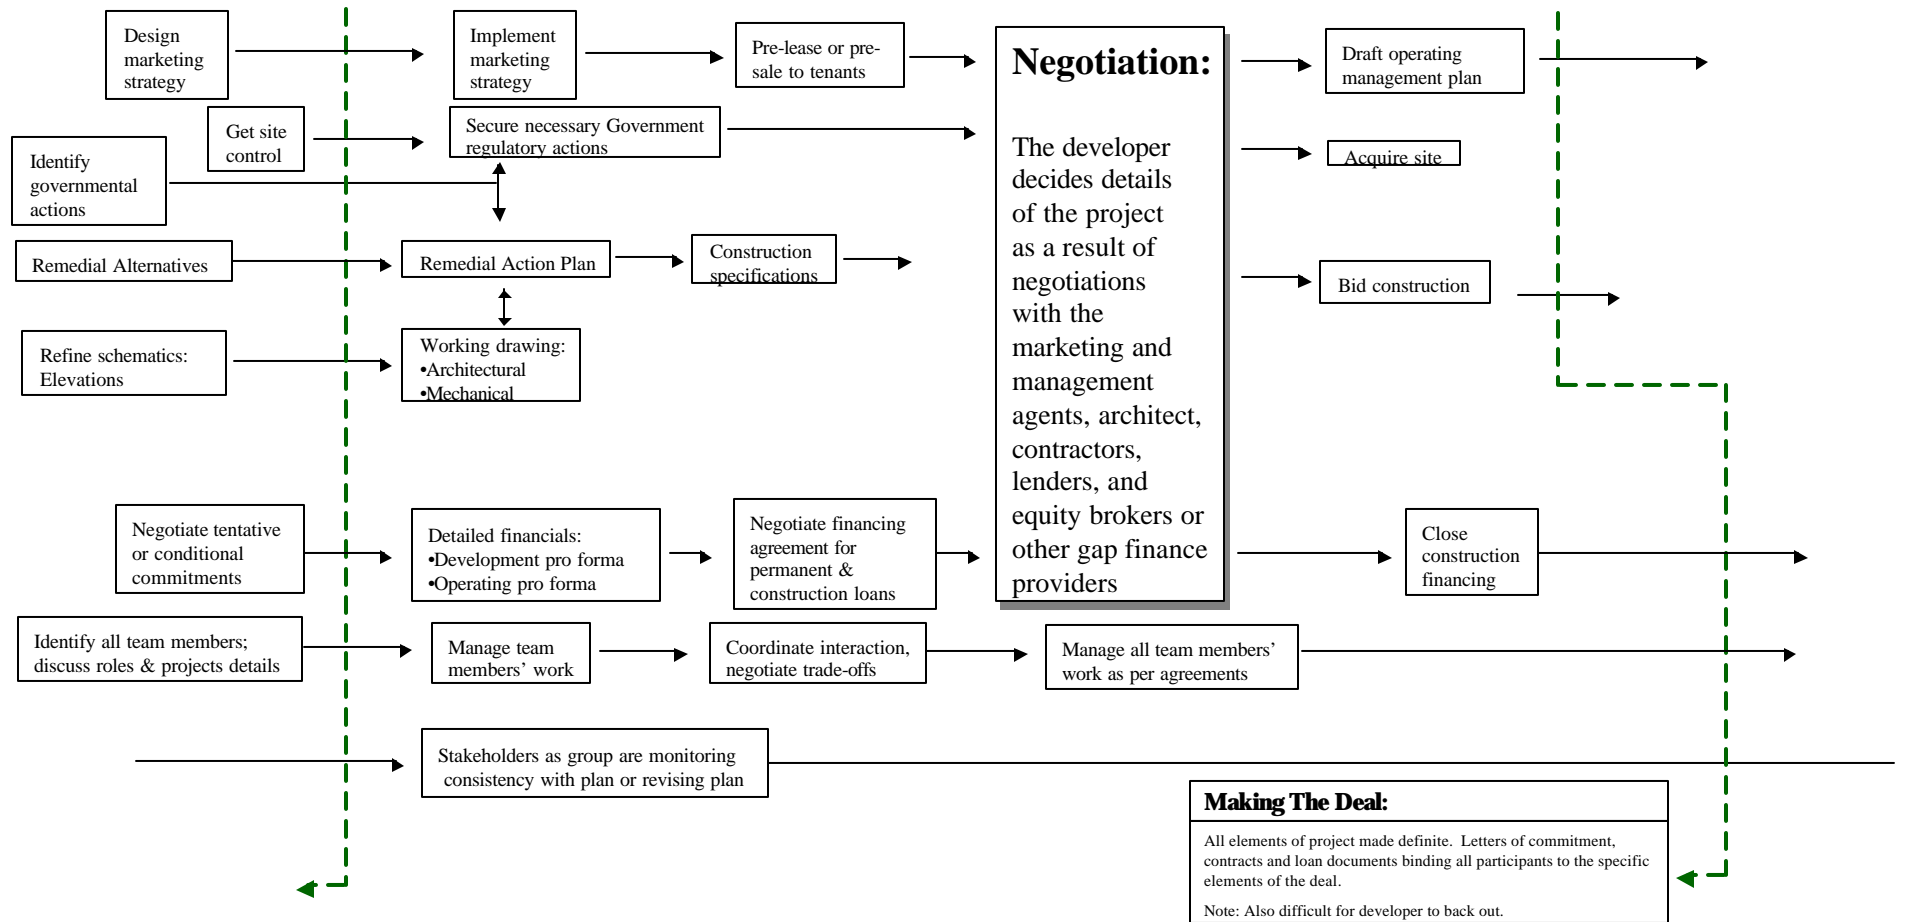 Design
marketing
strategy
Implement
marketing
strategy
Pre-lease or pre-
sale to tenants
Negotiation:
The developer
decides details
of the project
as a result of
negotiations
with the
marketing and
management
agents, architect,
contractors,
lenders, and
equity brokers or
other gap finance
providers
Draft operating
management plan
Get site
control
Secure necessary Government
regulatory actions
Acquire site
Identify
governmental
actions
Remedial Alternatives
Remedial Action Plan
Construction
specifications
Bid construction
Refine schematics:
Elevations
Working drawing:
•Architectural
•Mechanical
Negotiate tentative
or conditional
commitments
Detailed financials:
•Development pro forma
•Operating pro forma
Negotiate financing
agreement for
permanent &
construction loans
Close
construction
financing
Identify all team members;
discuss roles & projects details
Manage team
members’ work
Coordinate interaction,
negotiate trade-offs
Manage all team members’
work as per agreements
Stakeholders as group are monitoring
consistency with plan or revising plan
Making The Deal:
All elements of project made definite.  Letters of commitment,
contracts and loan documents binding all participants to the specific
elements of the deal.
Note: Also difficult for developer to back out.